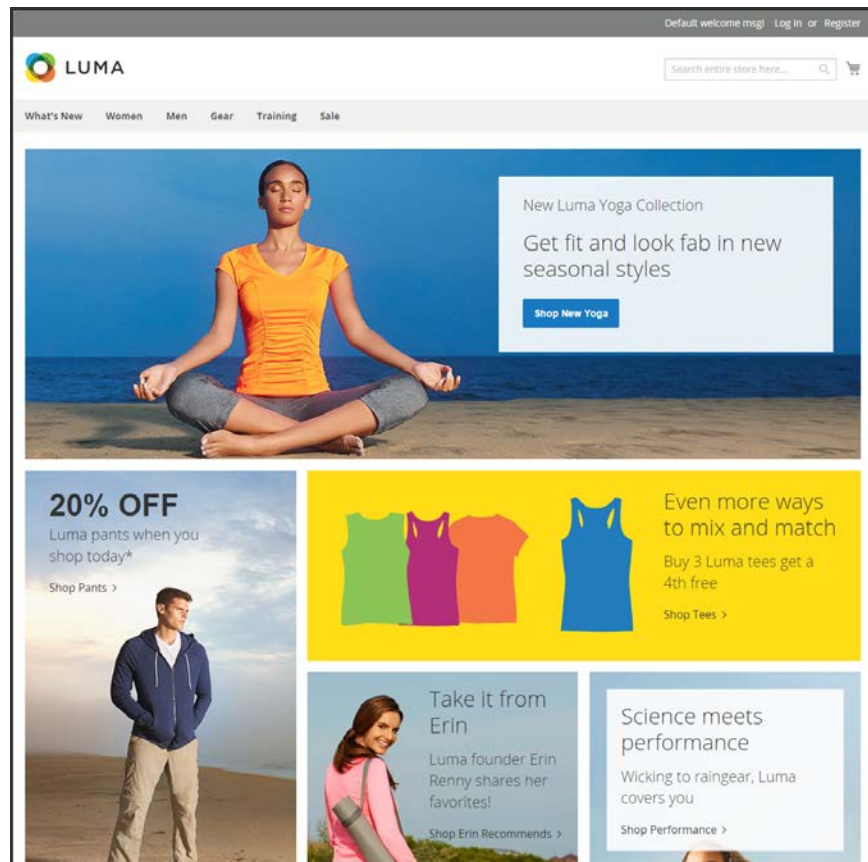 Default welcome msg! Log In or Register
LUMA
Search entire store here...
What's New Women Men Gear Training Sale
New Luma Yoga Collection
Get fit and look fab in new
seasonal styles
Shop New Yoga
20% OFF
Luma pants when you
shop today*
Shop Pants >
Even more ways
to mix and match
Buy 3 Luma tees get a
4th free
Shop Tees >
Take it from
Erin
Luma founder Erin
Renny shares her
favorites!
Shop Erin Recommends >
Science meets
performance
Wicking to raingear, Luma
covers you
Shop Performance >